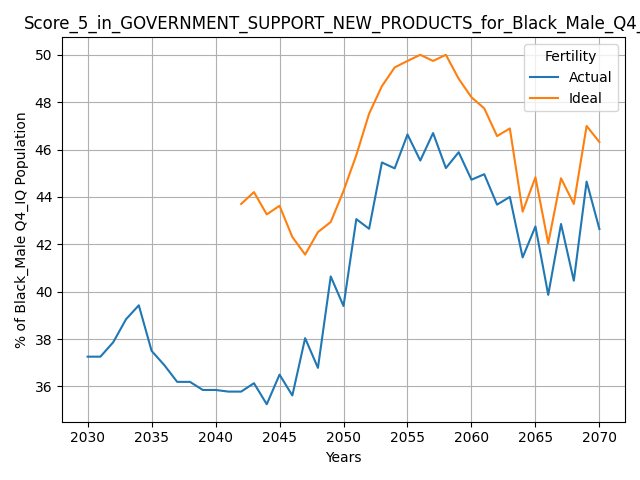 Score_5_in_GOVERNMENT_SUPPORT_NEW_PRODUCTS_for_Black_Male_Q4_
Fertility
Actual
Ideal
% of Black_Male Q4_IQ Population
50
48
46
44
42
40
38
36
2030 2035 2040 2045 2050 2055 2060 2065 2070
Years